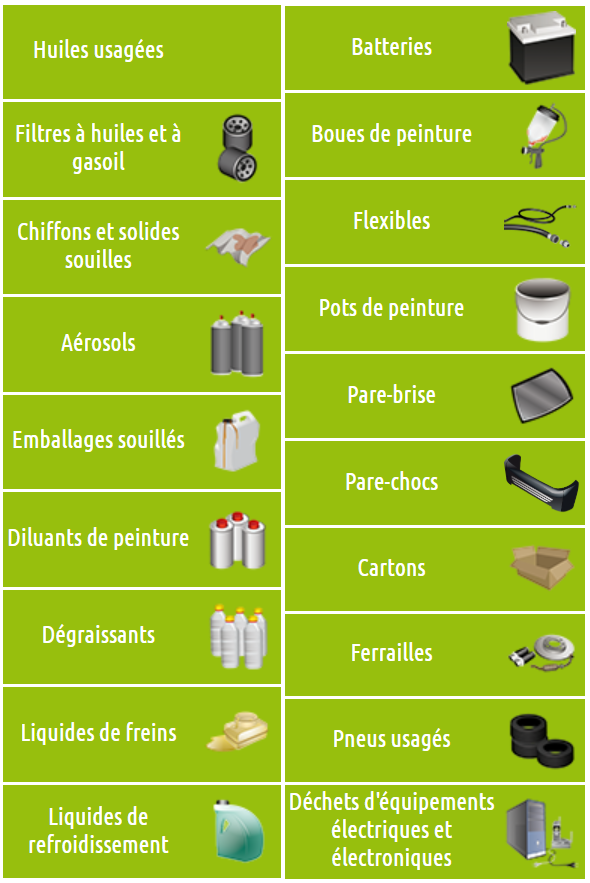 Huiles usagées
Filtres à huiles et à
gasoil
Chiffons et solides
souilles
Aérosols
Emballages souillés
Diluants de peinture
Dégraissants
Liquides de freins
Liquides de
refroidissement
Batteries
Boues de peinture
Flexibles
Pots de peinture
Pare-brise
Pare-chocs
Cartons
Ferrailles
Pneus usagés
Déchets d'équipements
électriques et
électroniques